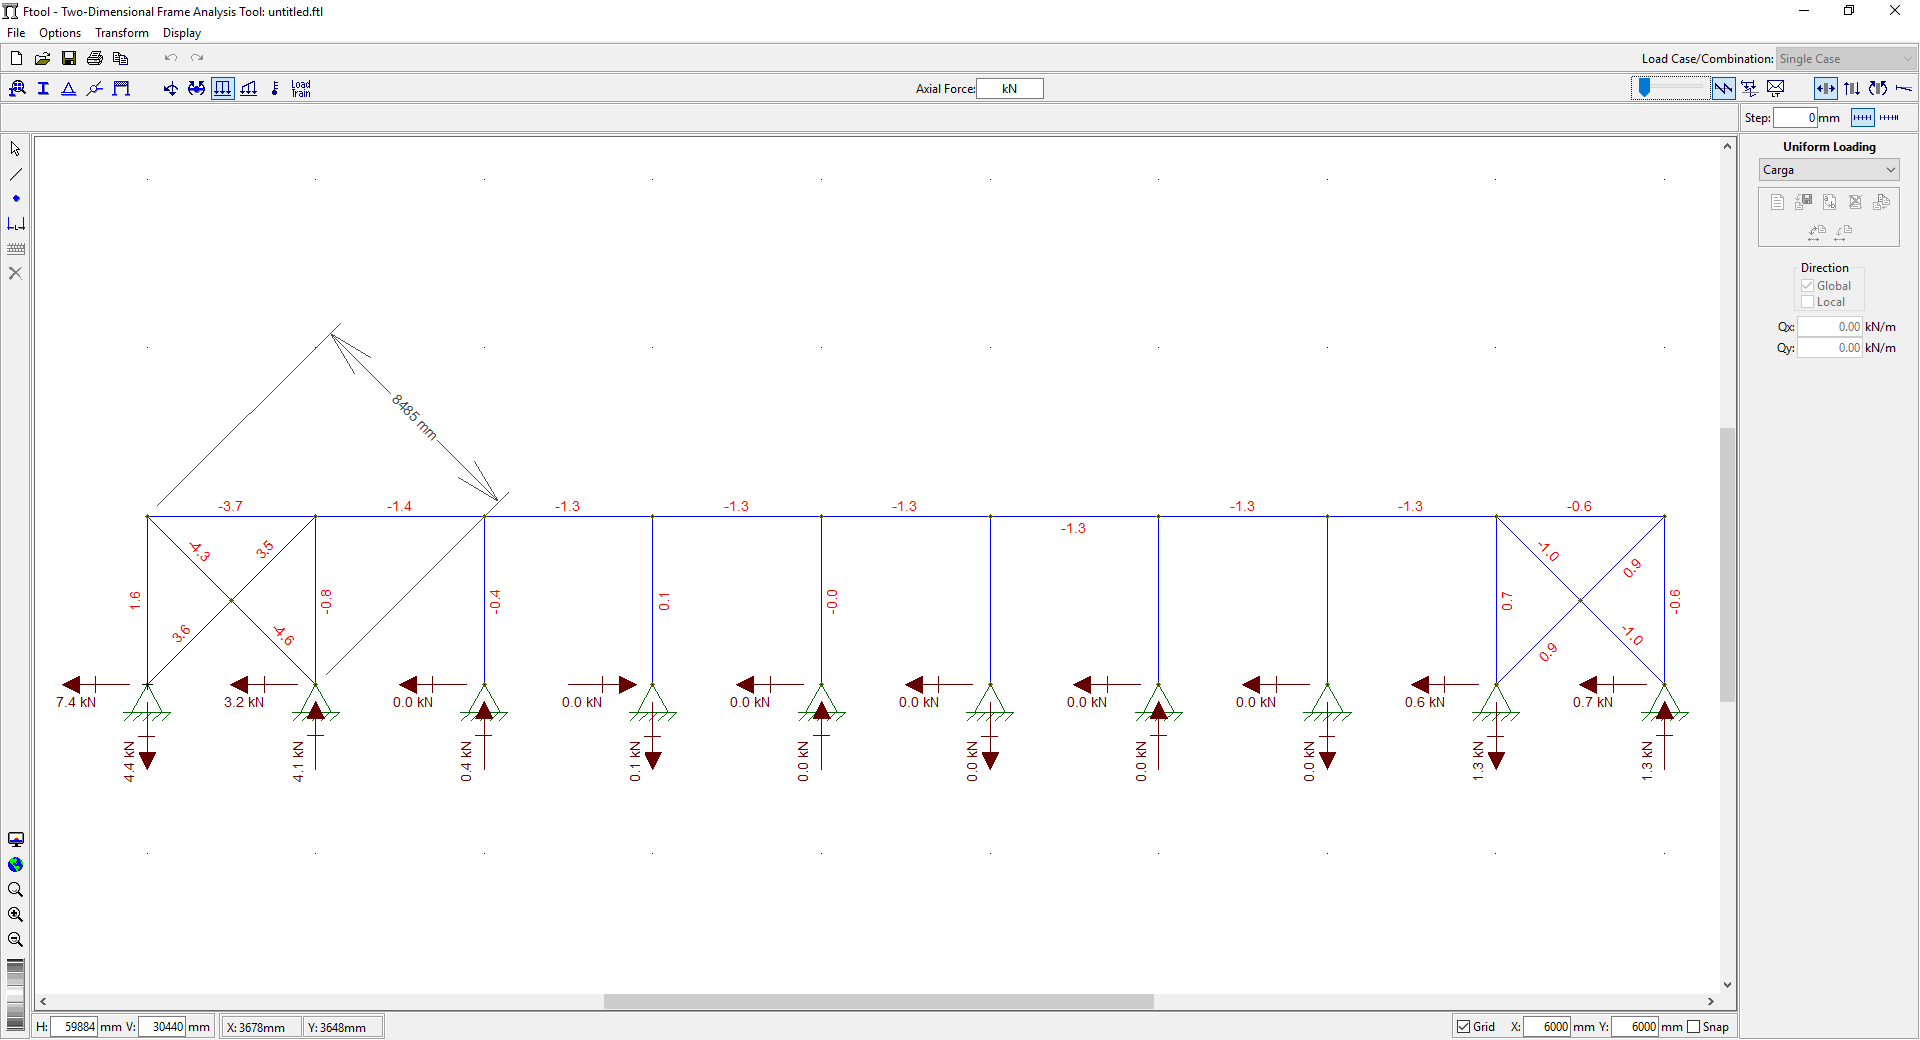 Ftool - Two-Dimensional Frame Analysis Tool: untitled.ftl
File Options Transform Display
Load Case/Combination: Single Case
Load Train
Axial Force: kN
Step: 0 mm
Uniform Loading
Carga
Direction
Global
Local
Qx: 0.00 kN/m
Qy: 0.00 kN/m
8485 mm
-3.7 -1.4 -1.3 -1.3 -1.3 -1.3 -1.3 -1.3 -0.6
-4.3 3.5 -1.0 0.9
1.6 -0.8 -0.4 0.1 -0.0 0.7 -0.6
3.6 -4.6 0.9 -1.0
7.4 kN 3.2 kN 0.0 kN 0.0 kN 0.0 kN 0.0 kN 0.0 kN 0.0 kN 0.6 kN 0.7 kN
4.4 kN 4.1 kN 0.4 kN 0.1 kN 0.0 kN 0.0 kN 0.0 kN 0.0 kN 1.3 kN 1.3 kN
H: 59884 mm V: 30440 mm X: 3678mm Y: 3648mm Grid X: 6000 mm Y: 6000 mm Snap